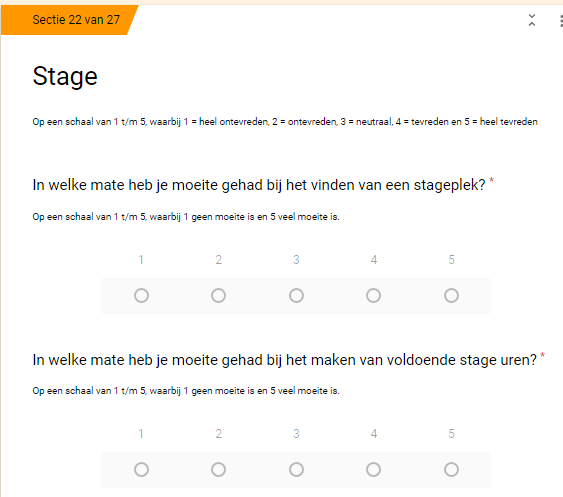 Sectie 22 van 27
Stage
Op een schaal van 1 t/m 5, waarbij 1 = heel ontevreden, 2 = ontevreden, 3 = neutraal, 4 = tevreden en 5 = heel tevreden
In welke mate heb je moeite gehad bij het vinden van een stageplek? *
Op een schaal van 1 t/m 5, waarbij 1 geen moeite is en 5 veel moeite is.
1 2 3 4 5
In welke mate heb je moeite gehad bij het maken van voldoende stage uren? *
Op een schaal van 1 t/m 5, waarbij 1 geen moeite is en 5 veel moeite is.
1 2 3 4 5